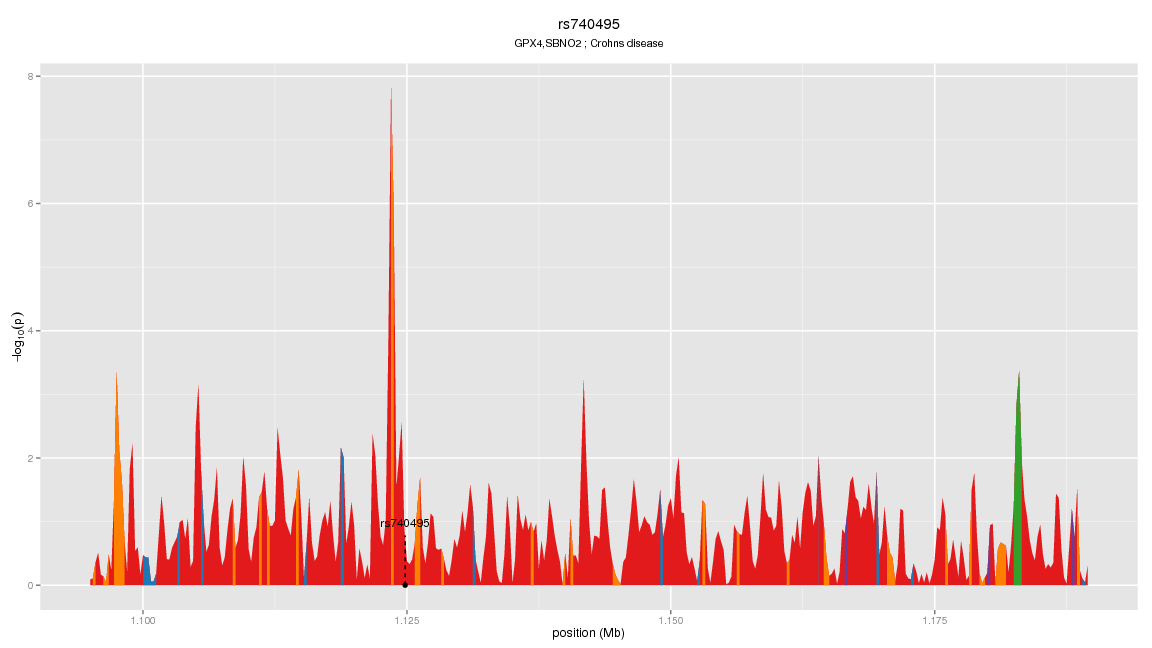 rs740495
GPX4,SBNO2 ; Crohns disease
8
6
4
2
0
-log10(p)
rs740495
1.100 1.125 1.150 1.175
position (Mb)